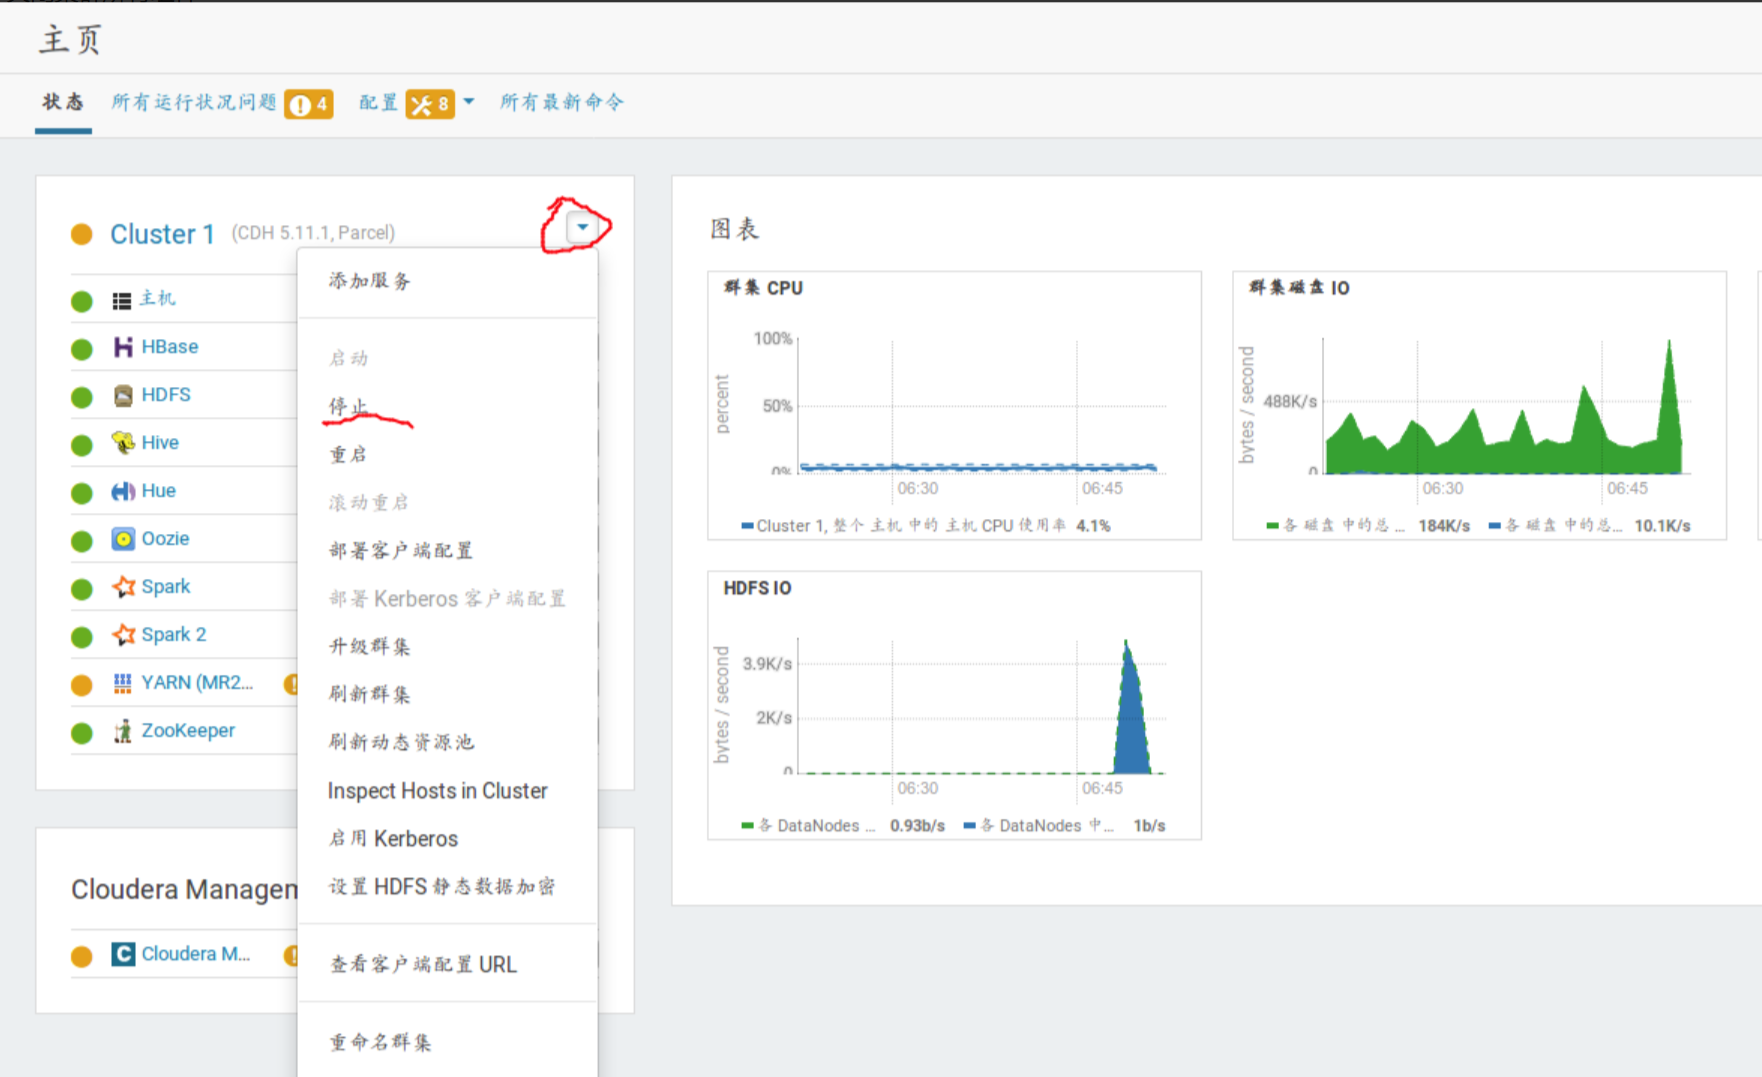 主页
状态 所有运行状况问题 4 配置 8 所有最新命令
Cluster 1 (CDH 5.11.1, Parcel)
主机
HBase
HDFS
Hive
Hue
Oozie
Spark
Spark 2
YARN (MR2...
ZooKeeper
Cloudera Managem
Cloudera M...
添加服务
启动
停止
重启
滚动重启
部署客户端配置
部署 Kerberos 客户端配置
升级群集
刷新群集
刷新动态资源池
Inspect Hosts in Cluster
启用 Kerberos
设置 HDFS 静态数据加密
查看客户端配置 URL
重命名群集
图表
群集 CPU
percent
100%
50%
0%
06:30 06:45
Cluster 1, 整个 主机 中的 主机 CPU 使用率 4.1%
群集磁盘 IO
bytes / second
488K/s
0
06:30 06:45
各 磁盘 中的总 ... 184K/s 各 磁盘 中的总... 10.1K/s
HDFS IO
bytes / second
3.9K/s
2K/s
0
06:30 06:45
各 DataNodes ... 0.93b/s 各 DataNodes 中... 1b/s